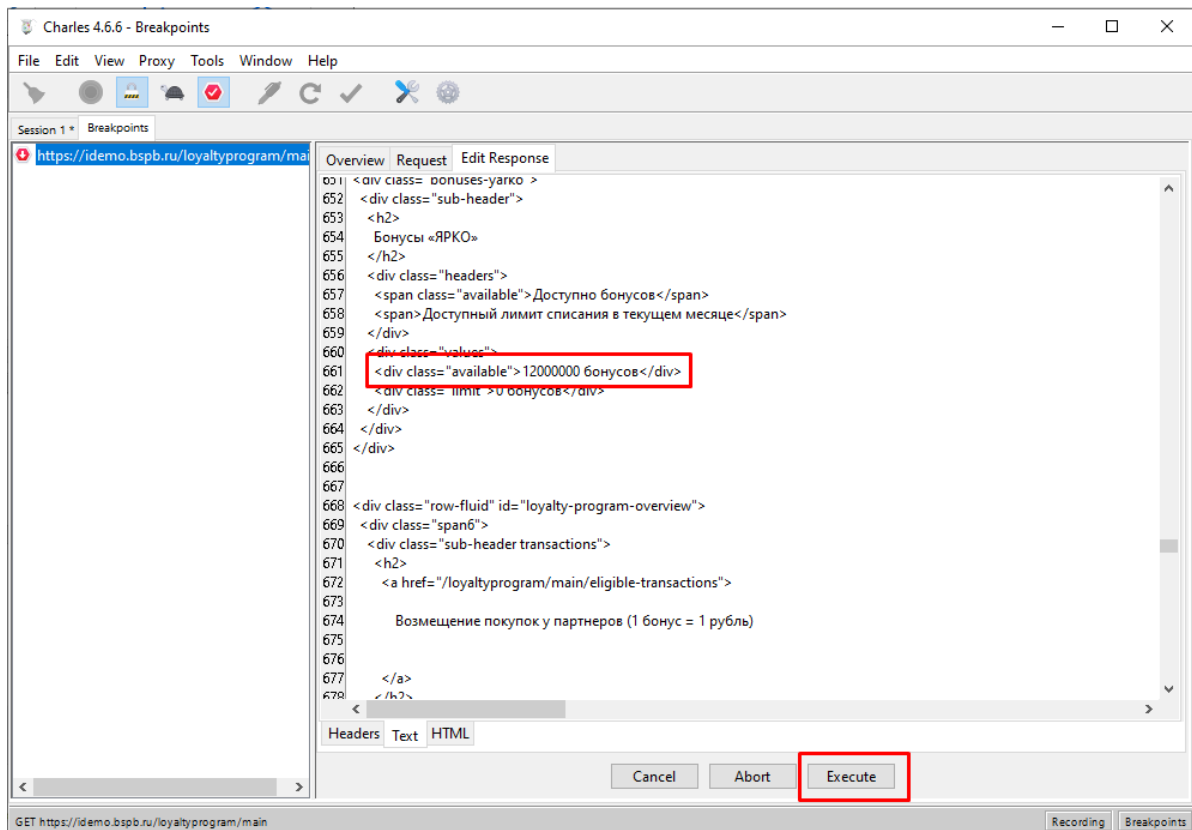 Charles 4.6.6 - Breakpoints
File Edit View Proxy Tools Window Help
Session 1 * Breakpoints
https://idemo.bspb.ru/loyaltyprogram/mai
Overview Request Edit Response
651 <div class="bonuses-yarko">
652 <div class="sub-header">
653 <h2>
654 Бонусы «ЯРКО»
655 </h2>
656 <div class="headers">
657 <span class="available">Доступно бонусов</span>
658 <span>Доступный лимит списания в текущем месяце</span>
659 </div>
660 <div class="values">
661 <div class="available">12000000 бонусов</div>
662 <div class="limit">0 бонусов</div>
663 </div>
664 </div>
665 </div>
666
667
668 <div class="row-fluid" id="loyalty-program-overview">
669 <div class="span6">
670 <div class="sub-header transactions">
671 <h2>
672 <a href="/loyaltyprogram/main/eligible-transactions">
673
674 Возмещение покупок у партнеров (1 бонус = 1 рубль)
675
676
677 </a>
678 </h2>
Headers Text HTML
Cancel Abort Execute
GET https://idemo.bspb.ru/loyaltyprogram/main Recording Breakpoints